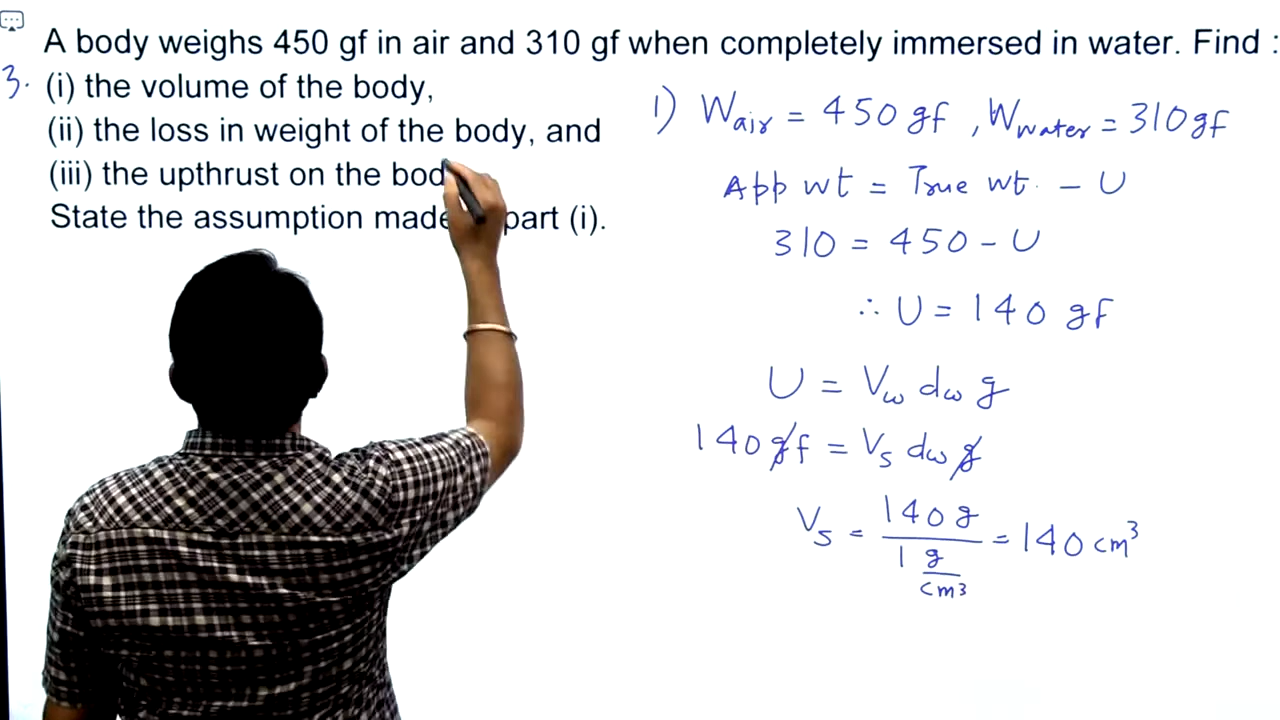 A body weighs 450 gf in air and 310 gf when completely immersed in water. Find :
3. (i) the volume of the body,
(ii) the loss in weight of the body, and
(iii) the upthrust on the bod
State the assumption made part (i).
1) Wair = 450 gf , Wwater = 310 gf
App wt = True wt. - U
310 = 450 - U
∴ U = 140 gf
U = Vw dw g
140 gf = Vs dw g
Vs = 140 g / 1 g/cm³ = 140 cm³